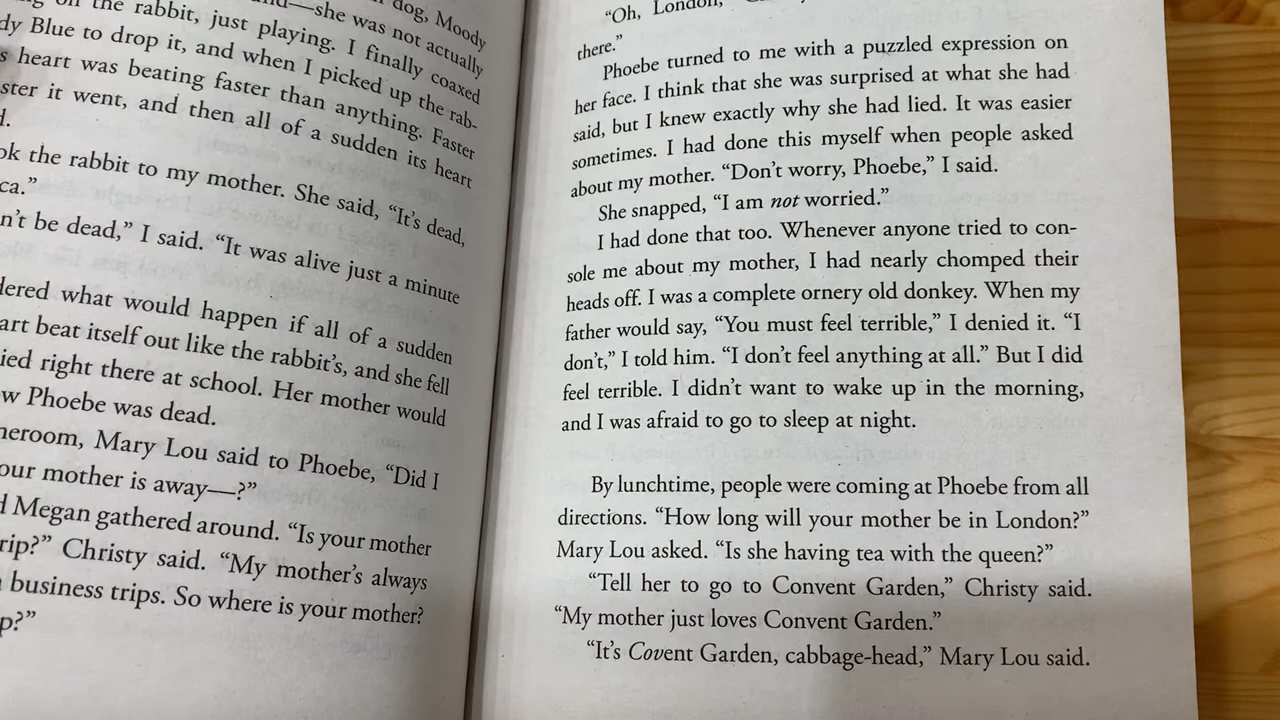 dog, Moody
—she was not actually
the rabbit, just playing. I finally coaxed
dy Blue to drop it, and when I picked up the rab-
s heart was beating faster than anything. Faster
ster it went, and then all of a sudden its heart
d.
ok the rabbit to my mother. She said, “It’s dead,
ca.”
n’t be dead,” I said. “It was alive just a minute
dered what would happen if all of a sudden
art beat itself out like the rabbit’s, and she fell
ied right there at school. Her mother would
w Phoebe was dead.
meroom, Mary Lou said to Phoebe, “Did I
our mother is away—?”
d Megan gathered around. “Is your mother
rip?” Christy said. “My mother’s always
business trips. So where is your mother?
p?”
“Oh, London,
there.”
Phoebe turned to me with a puzzled expression on
her face. I think that she was surprised at what she had
said, but I knew exactly why she had lied. It was easier
sometimes. I had done this myself when people asked
about my mother. “Don’t worry, Phoebe,” I said.
She snapped, “I am not worried.”
I had done that too. Whenever anyone tried to con-
sole me about my mother, I had nearly chomped their
heads off. I was a complete ornery old donkey. When my
father would say, “You must feel terrible,” I denied it. “I
don’t,” I told him. “I don’t feel anything at all.” But I did
feel terrible. I didn’t want to wake up in the morning,
and I was afraid to go to sleep at night.
By lunchtime, people were coming at Phoebe from all
directions. “How long will your mother be in London?”
Mary Lou asked. “Is she having tea with the queen?”
“Tell her to go to Convent Garden,” Christy said.
“My mother just loves Convent Garden.”
“It’s Covent Garden, cabbage-head,” Mary Lou said.